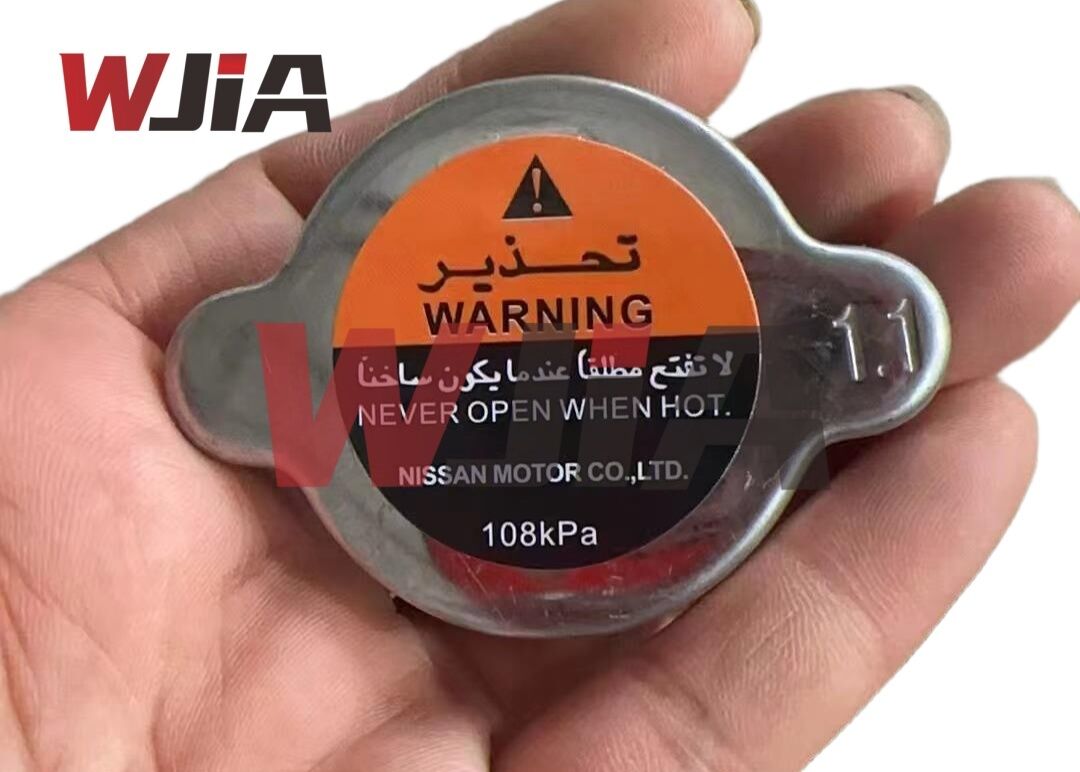 WJiA
تحذير
WARNING
لا تفتح مطلقاً عندما يكون ساخناً
NEVER OPEN WHEN HOT.
NISSAN MOTOR CO.,LTD.
108kPa
1.1
WJiA